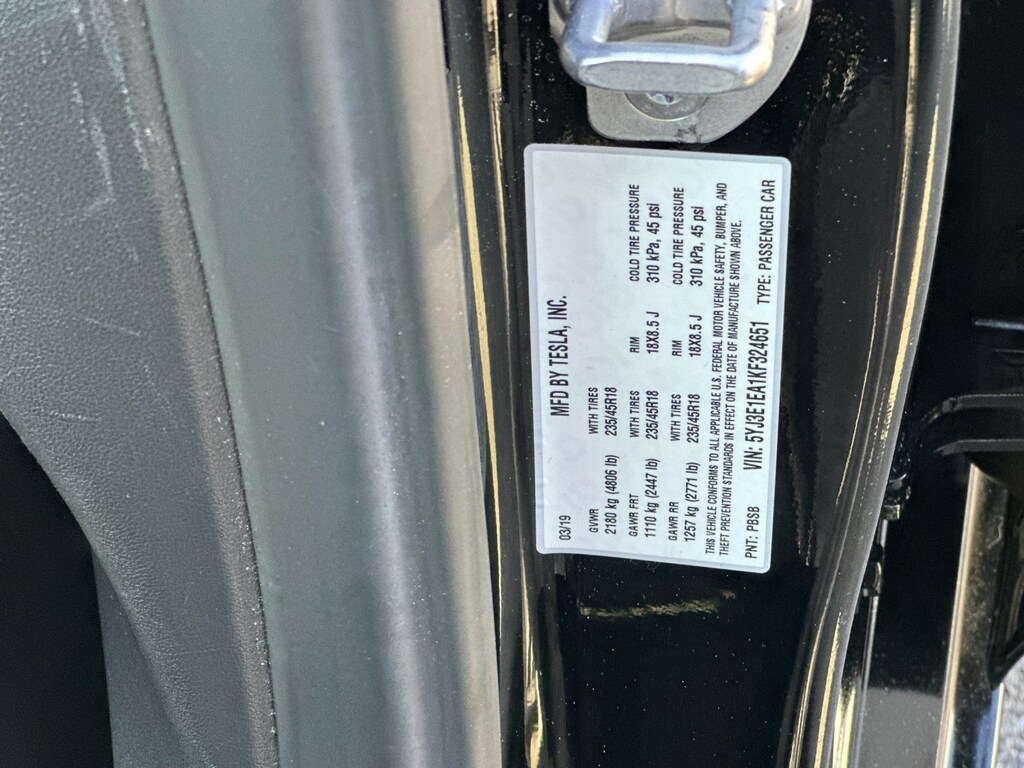 MFD BY TESLA, INC.
03/19
GVWR WITH TIRES
2180 kg (4806 lb) 235/45R18
GAWR FRT WITH TIRES RIM COLD TIRE PRESSURE
1110 kg (2447 lb) 235/45R18 18X8.5 J 310 kPa, 45 psi
GAWR RR WITH TIRES RIM COLD TIRE PRESSURE
1257 kg (2771 lb) 235/45R18 18X8.5 J 310 kPa, 45 psi
THIS VEHICLE CONFORMS TO ALL APPLICABLE U.S. FEDERAL MOTOR VEHICLE SAFETY, BUMPER, AND
THEFT PREVENTION STANDARDS IN EFFECT ON THE DATE OF MANUFACTURE SHOWN ABOVE.
PNT: PBSB VIN: 5YJ3E1EA1KF324651 TYPE: PASSENGER CAR